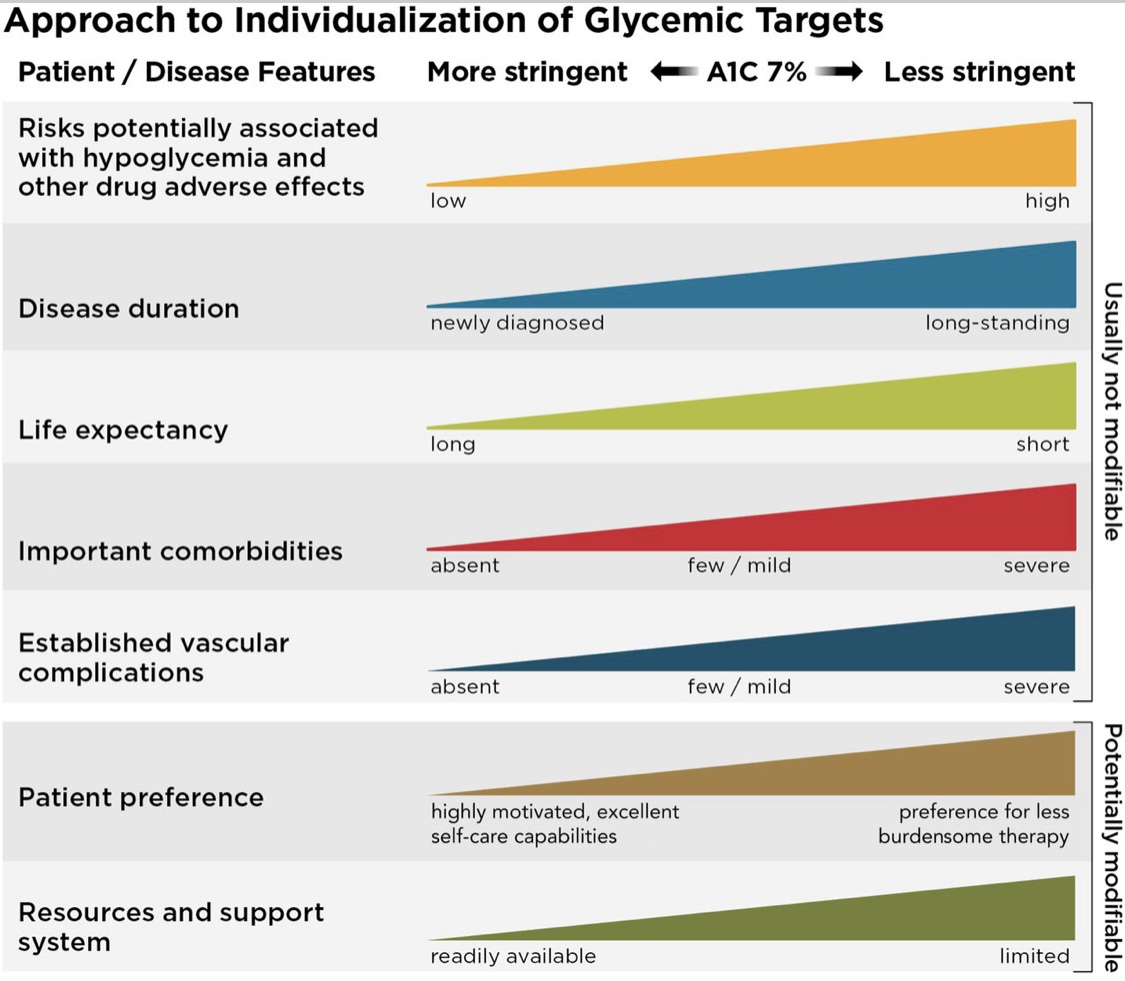 Approach to Individualization of Glycemic Targets
Patient / Disease Features
More stringent
A1C 7%
Less stringent
Risks potentially associated
with hypoglycemia and
other drug adverse effects
low
high
Disease duration
newly diagnosed
long-standing
Life expectancy
long
short
Important comorbidities
absent
few / mild
severe
Established vascular
complications
absent
few / mild
severe
Usually not modifiable
Patient preference
highly motivated, excellent
self-care capabilities
preference for less
burdensome therapy
Resources and support
system
readily available
limited
Potentially modifiable